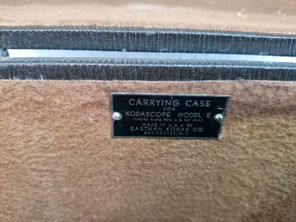 CARRYING CASE
FOR
KODASCOPE MODEL E
MADE IN U.S.A. BY
EASTMAN KODAK CO.
ROCHESTER, N.Y.